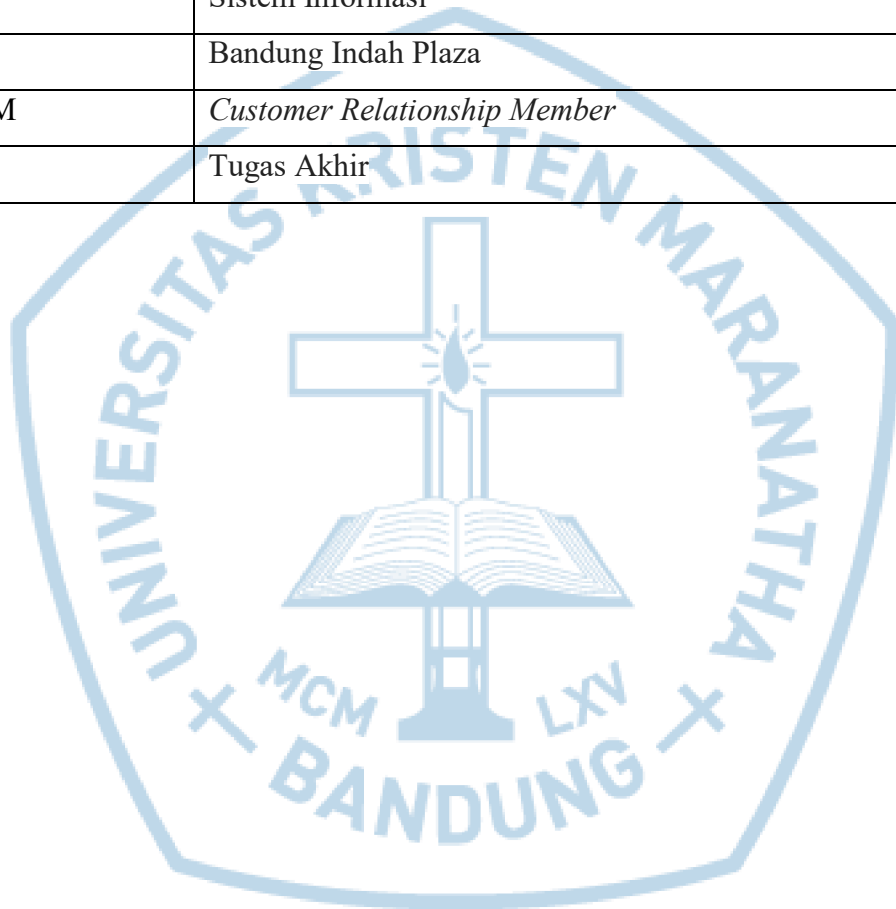 Sistem Informasi
Bandung Indah Plaza
M Customer Relationship Member
Tugas Akhir
UNIVERSITAS KRISTEN MARANATHA
MCM LXV
BANDUNG